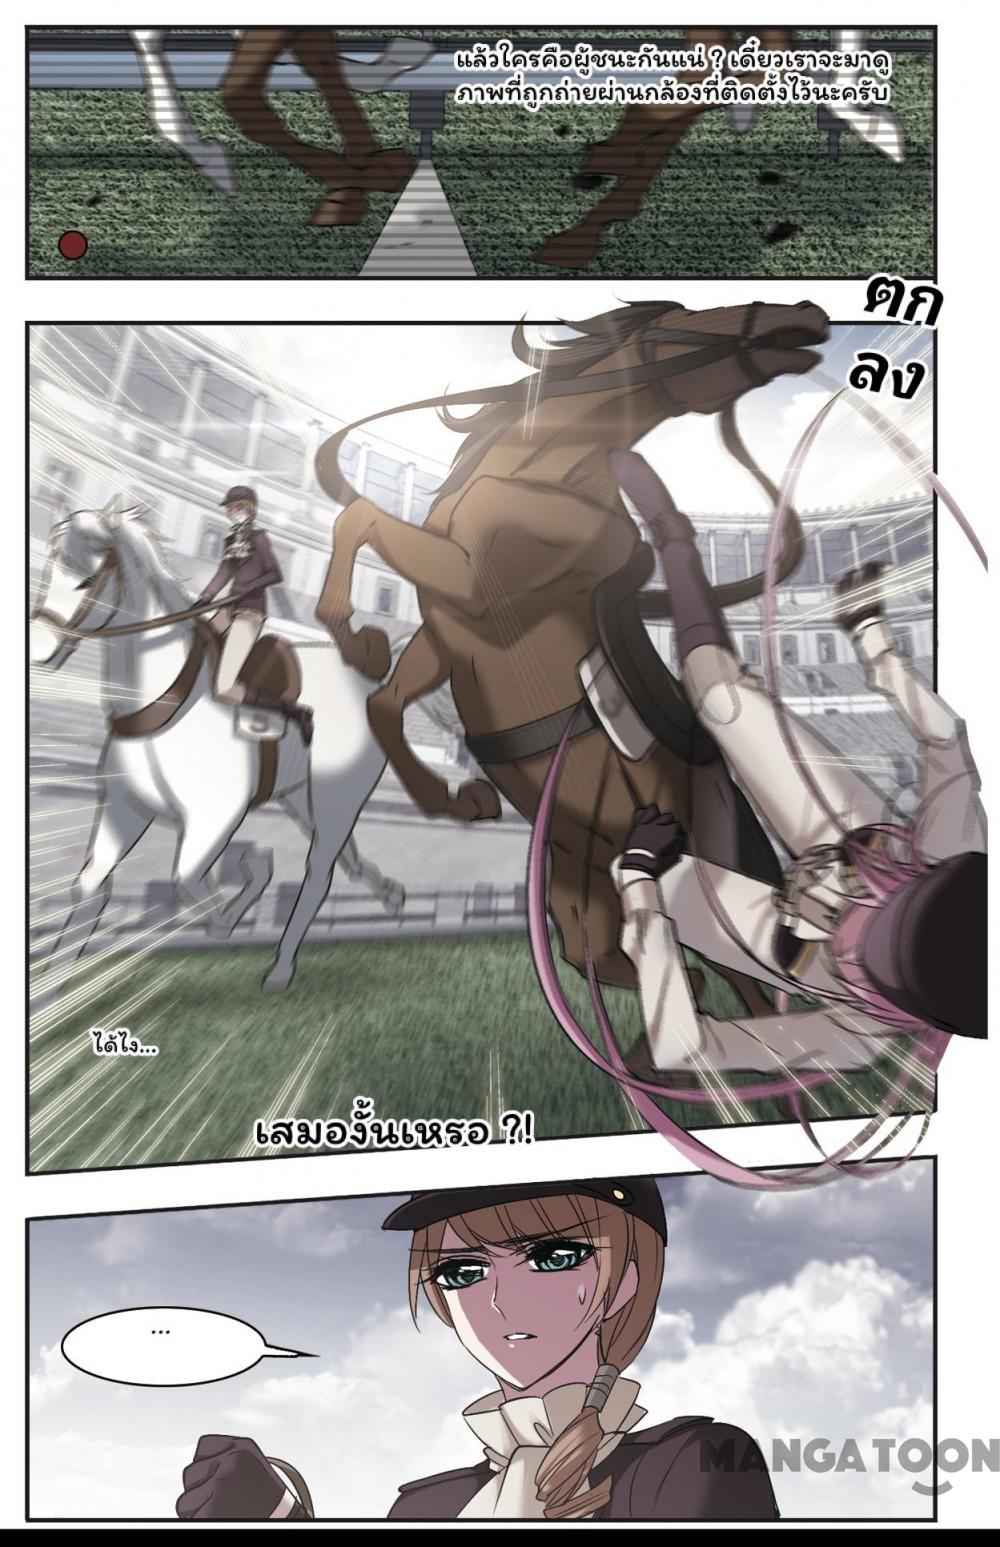 แล้วใครคือผู้ชนะกันแน่ ? เดี๋ยวเราจะมาดู
ภาพที่ถูกถ่ายผ่านกล้องที่ติดตั้งไว้นะครับ
ตก
ลง
5
3
ได้ไง...
เสมองั้นเหรอ ?!
...
MANGATOON